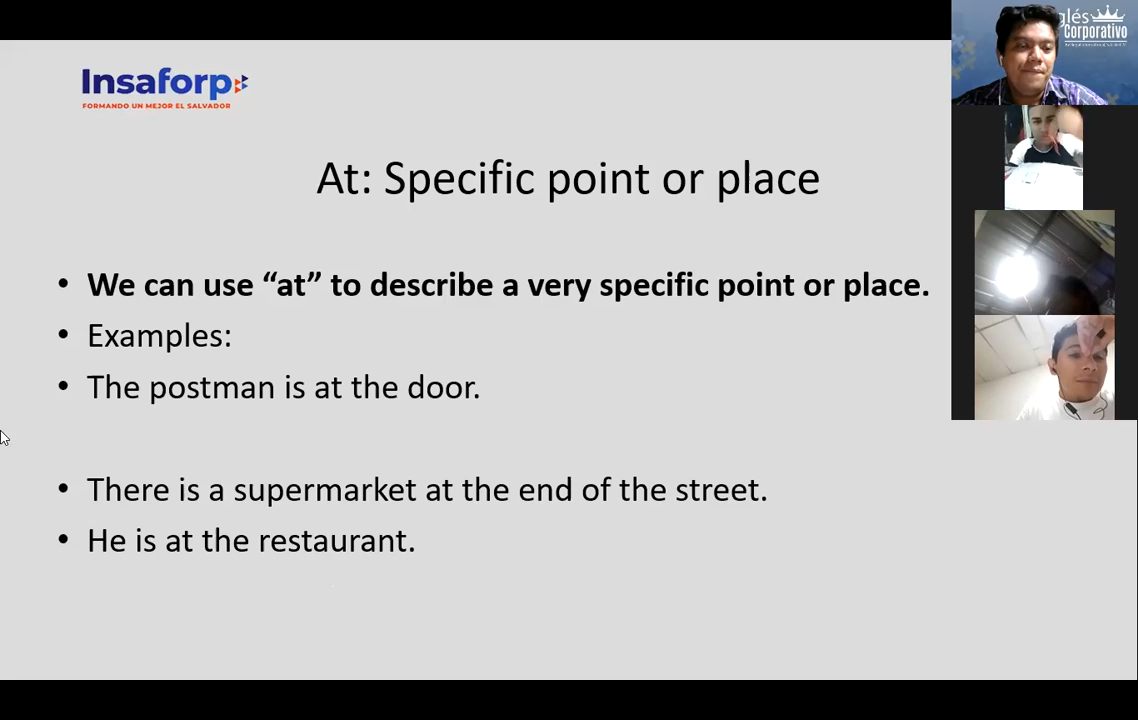 Insaforp
FORMANDO UN MEJOR EL SALVADOR
glés
Corporativo
At: Specific point or place
• We can use “at” to describe a very specific point or place.
• Examples:
• The postman is at the door.
• There is a supermarket at the end of the street.
• He is at the restaurant.